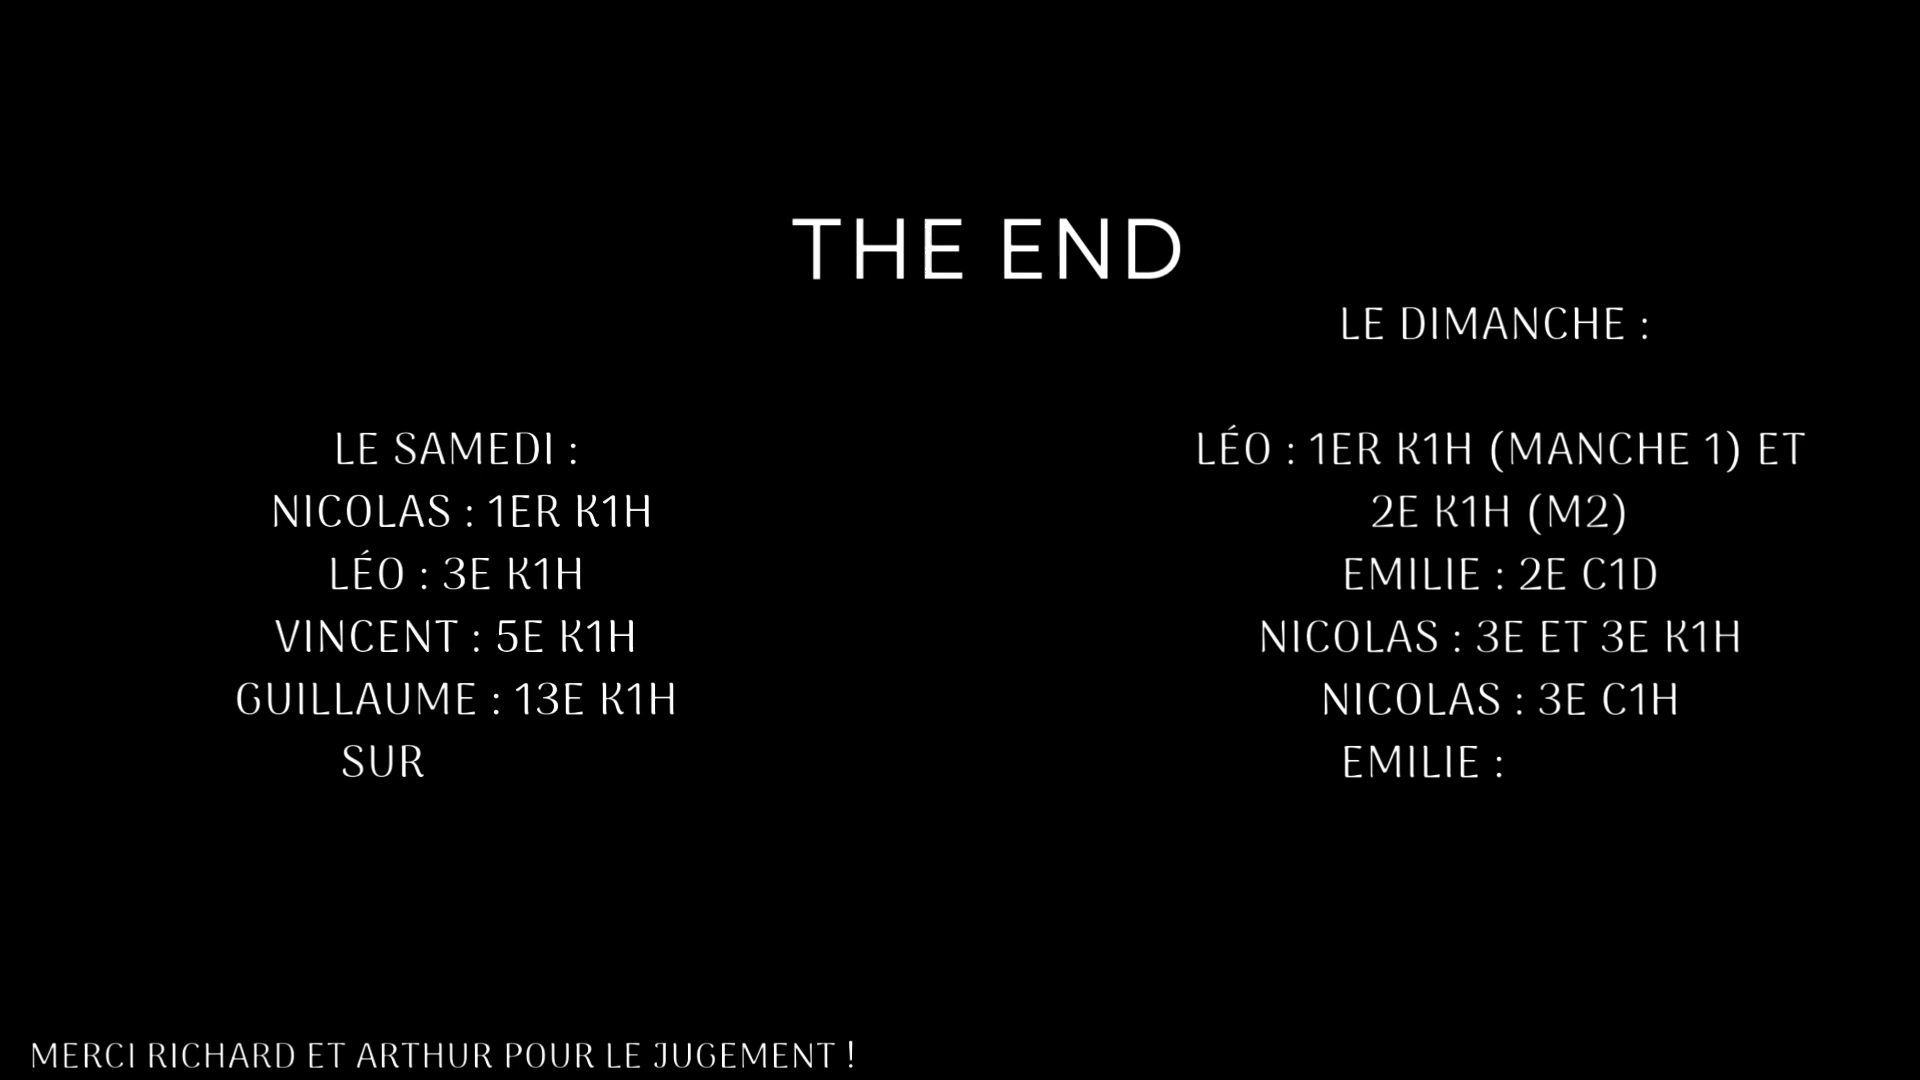 THE END
LE SAMEDI :
NICOLAS : 1ER K1H
LÉO : 3E K1H
VINCENT : 5E K1H
GUILLAUME : 13E K1H
SUR
LE DIMANCHE :
LÉO : 1ER K1H (MANCHE 1) ET
2E K1H (M2)
EMILIE : 2E C1D
NICOLAS : 3E ET 3E K1H
NICOLAS : 3E C1H
EMILIE :
MERCI RICHARD ET ARTHUR POUR LE JUGEMENT !